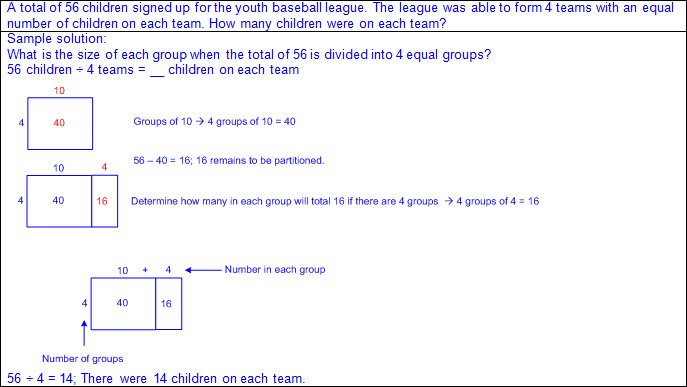 A total of 56 children signed up for the youth baseball league. The league was able to form 4 teams with an equal
number of children on each team. How many children were on each team?
Sample solution:
What is the size of each group when the total of 56 is divided into 4 equal groups?
56 children ÷ 4 teams = __ children on each team
10
4 40 Groups of 10 → 4 groups of 10 = 40
56 – 40 = 16; 16 remains to be partitioned.
10 4
4 40 16 Determine how many in each group will total 16 if there are 4 groups → 4 groups of 4 = 16
10 + 4 Number in each group
4 40 16
Number of groups
56 ÷ 4 = 14; There were 14 children on each team.